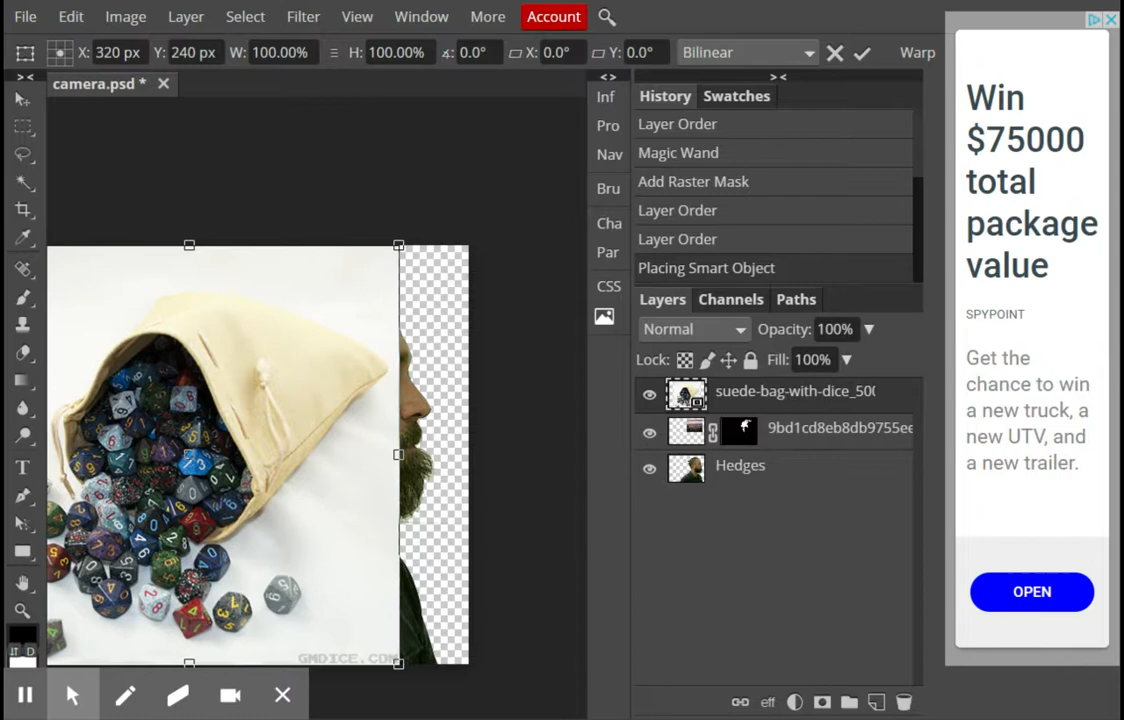 File Edit Image Layer Select Filter View Window More Account
X: 320 px Y: 240 px W: 100.00% H: 100.00% ∡: 0.0° X: 0.0° Y: 0.0° Bilinear Warp
> <
camera.psd *
< >
> <
Inf
Pro
Nav
Bru
Cha
Par
CSS
History Swatches
Layer Order
Magic Wand
Add Raster Mask
Layer Order
Layer Order
Placing Smart Object
Layers Channels Paths
Normal Opacity: 100%
Lock: Fill: 100%
suede-bag-with-dice_500
9bd1cd8eb8db9755ee
Hedges
eff
D
GMDICE.COM
Win
$75000
total
package
value
SPYPOINT
Get the
chance to win
a new truck, a
new UTV, and
a new trailer.
OPEN